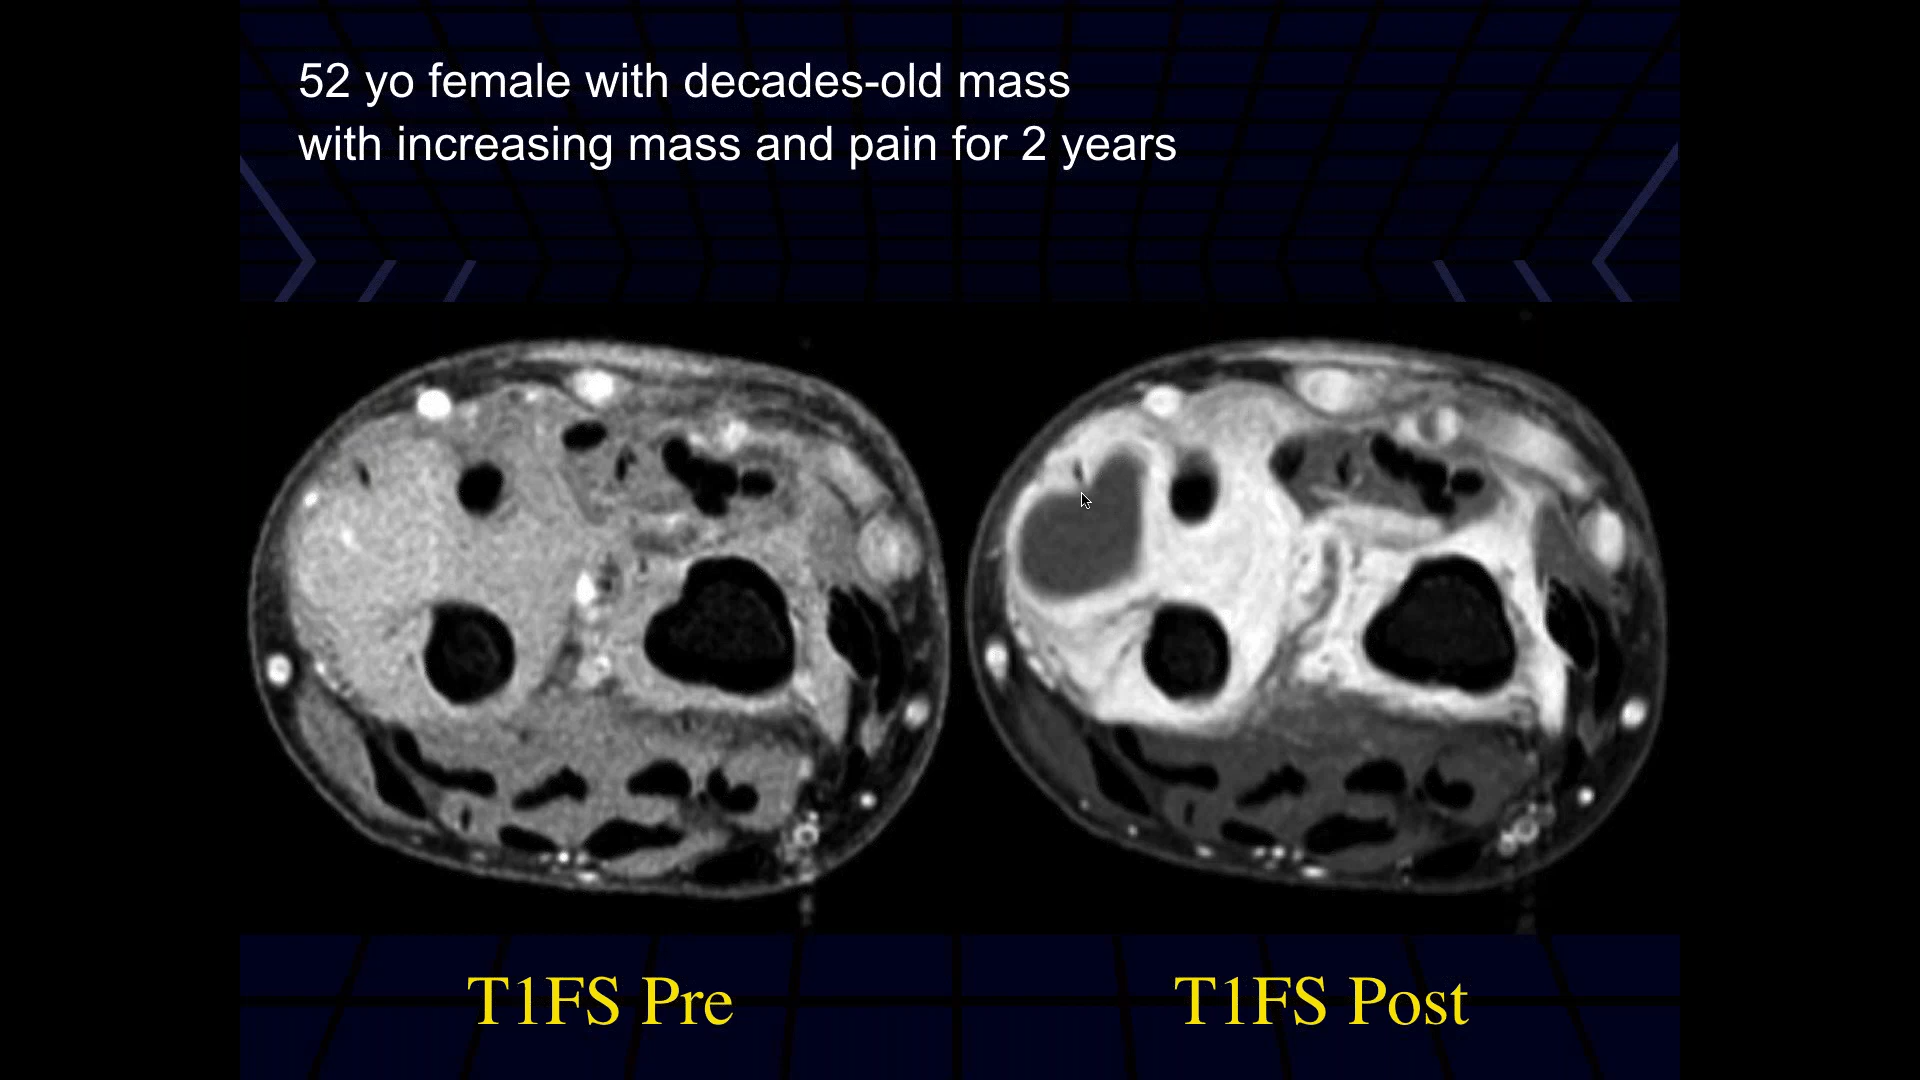 52 yo female with decades-old mass
with increasing mass and pain for 2 years
T1FS Pre
T1FS Post